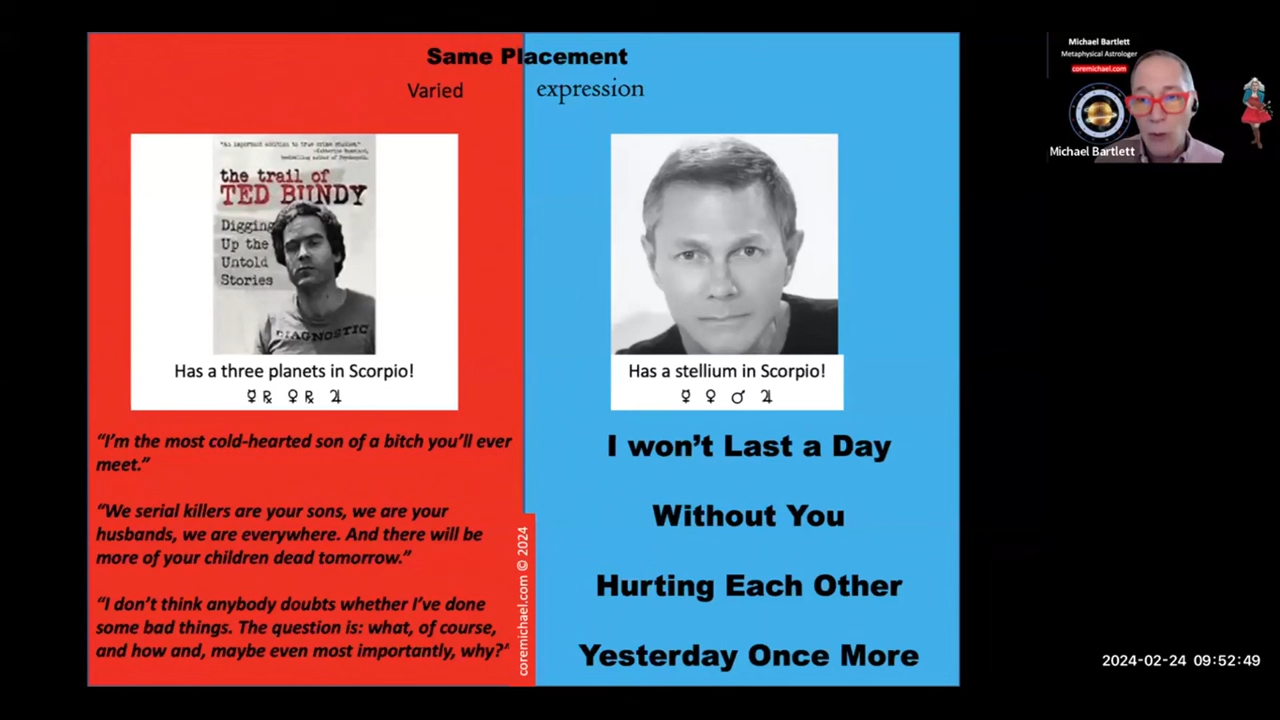 Same Placement
Varied expression
"An important addition to true crime studies."
bestselling author of
the trail of
TED BUNDY
Digging
Up the
Untold
Stories
DIAGNOSTIC
Has a three planets in Scorpio!
☿℞ ♀℞ ♃
"I'm the most cold-hearted son of a bitch you'll ever
meet."
"We serial killers are your sons, we are your
husbands, we are everywhere. And there will be
more of your children dead tomorrow."
"I don't think anybody doubts whether I've done
some bad things. The question is: what, of course,
and how and, maybe even most importantly, why?"
coremichael.com © 2024
Has a stellium in Scorpio!
☿ ♀ ♂ ♃
I won't Last a Day
Without You
Hurting Each Other
Yesterday Once More
Michael Bartlett
Metaphysical Astrologer
coremichael.com
Michael Bartlett
2024-02-24 09:52:49